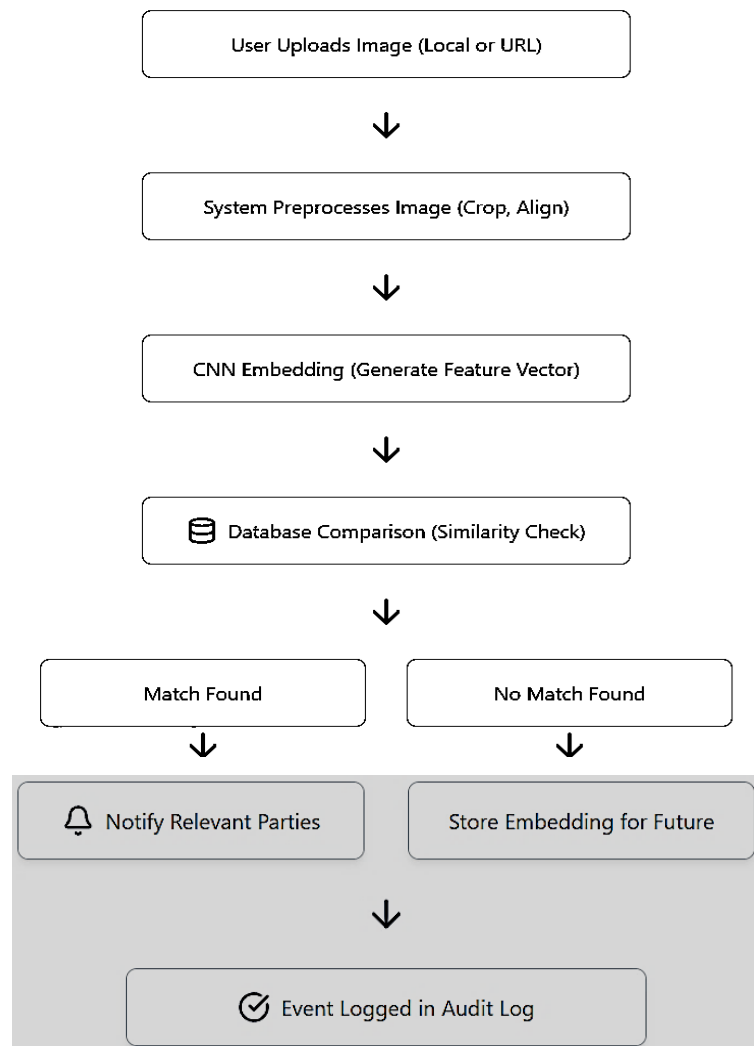 User Uploads Image (Local or URL)
System Preprocesses Image (Crop, Align)
CNN Embedding (Generate Feature Vector)
Database Comparison (Similarity Check)
Match Found
No Match Found
Notify Relevant Parties
Store Embedding for Future
Event Logged in Audit Log